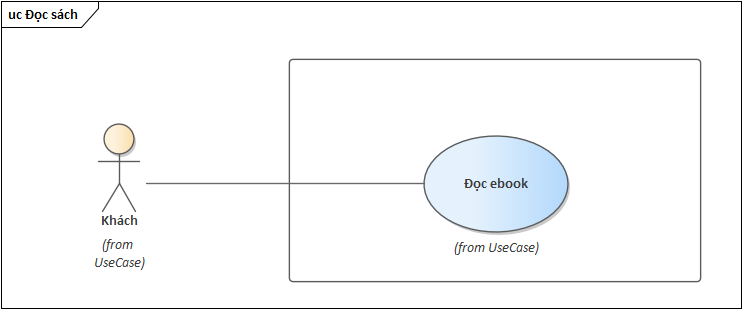 uc Đọc sách
Khách
(from
UseCase)
Đọc ebook
(from UseCase)